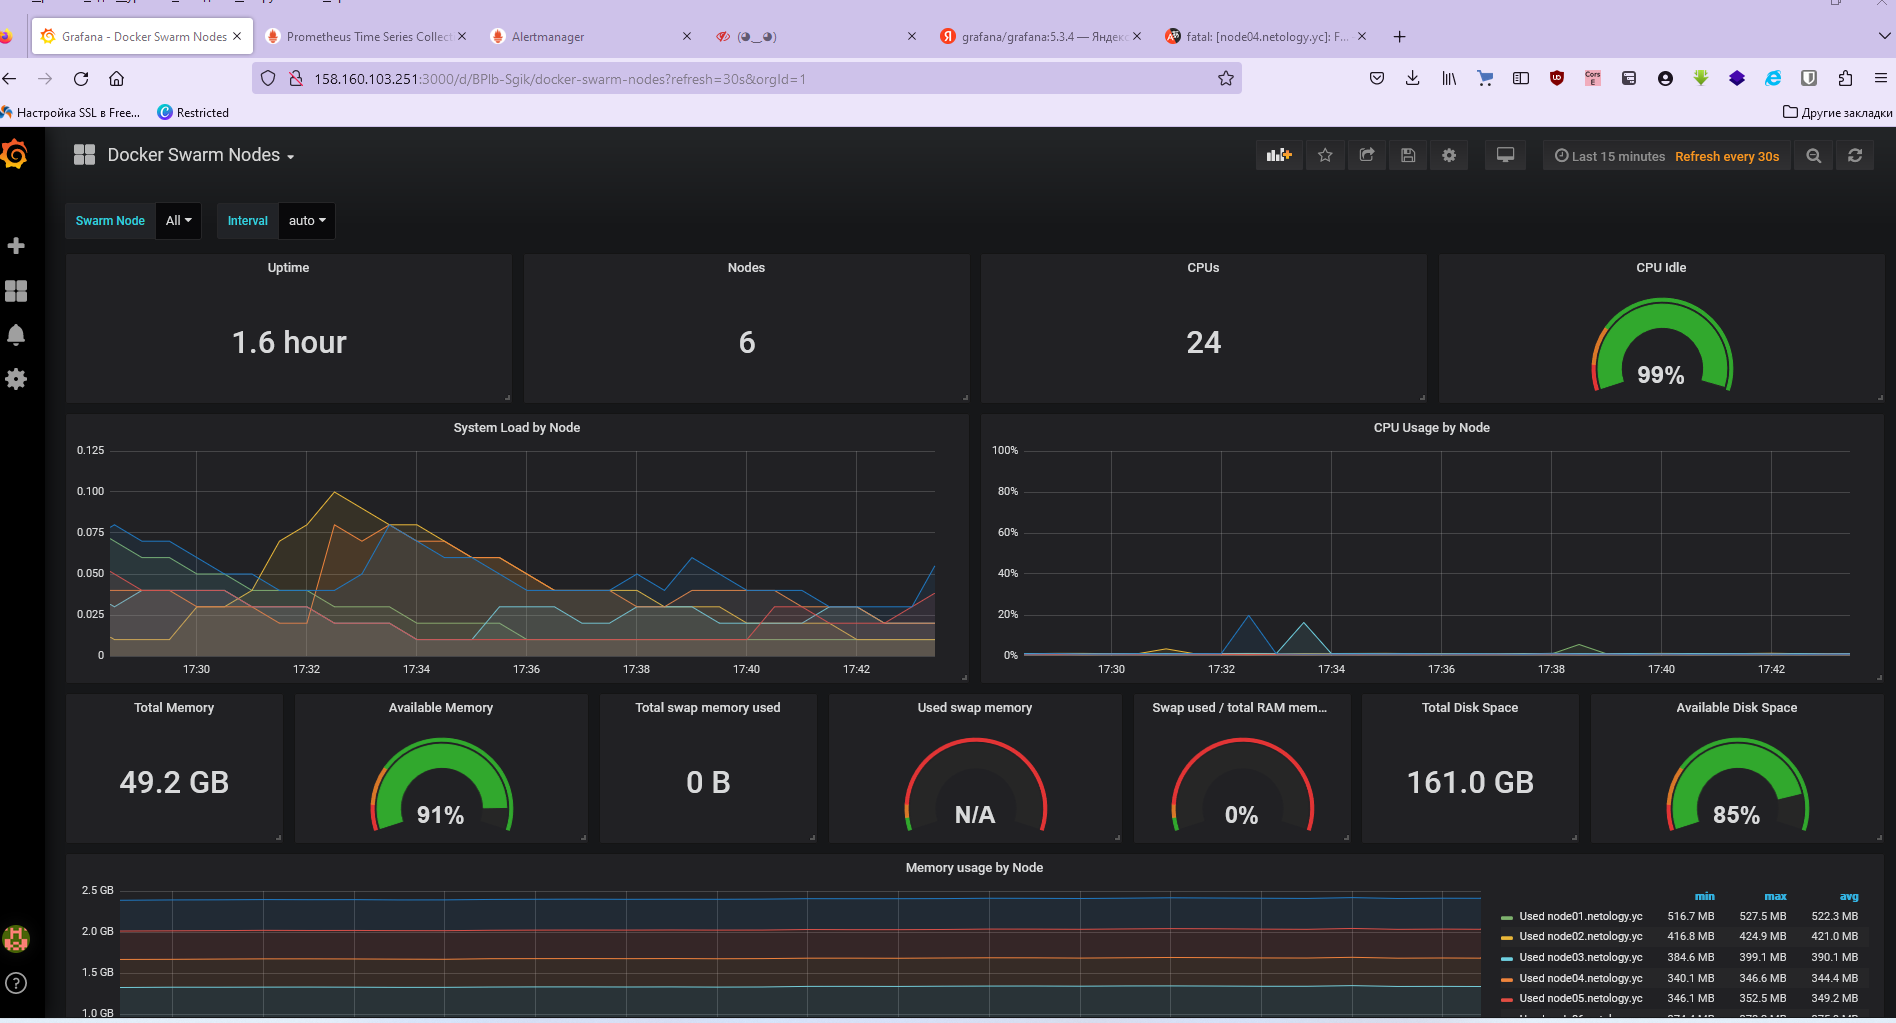 Grafana - Docker Swarm Nodes
Prometheus Time Series Collect
Alertmanager
(◕‿◕)
grafana/grafana:5.3.4 — Яндекс
fatal: [node04.netology.yc]: F...
158.160.103.251:3000/d/BPlb-Sgik/docker-swarm-nodes?refresh=30s&orgId=1
Настройка SSL в Free...
Restricted
Другие закладки
Docker Swarm Nodes
Last 15 minutes Refresh every 30s
Swarm Node All
Interval auto
Uptime
1.6 hour
Nodes
6
CPUs
24
CPU Idle
99%
System Load by Node
0.125
0.100
0.075
0.050
0.025
0
17:30 17:32 17:34 17:36 17:38 17:40 17:42
CPU Usage by Node
100%
80%
60%
40%
20%
0%
17:30 17:32 17:34 17:36 17:38 17:40 17:42
Total Memory
49.2 GB
Available Memory
91%
Total swap memory used
0 B
Used swap memory
N/A
Swap used / total RAM mem...
0%
Total Disk Space
161.0 GB
Available Disk Space
85%
Memory usage by Node
2.5 GB
2.0 GB
1.5 GB
1.0 GB
min max avg
Used node01.netology.yc 516.7 MB 527.5 MB 522.3 MB
Used node02.netology.yc 416.8 MB 424.9 MB 421.0 MB
Used node03.netology.yc 384.6 MB 399.1 MB 390.1 MB
Used node04.netology.yc 340.1 MB 346.6 MB 344.4 MB
Used node05.netology.yc 346.1 MB 352.5 MB 349.2 MB